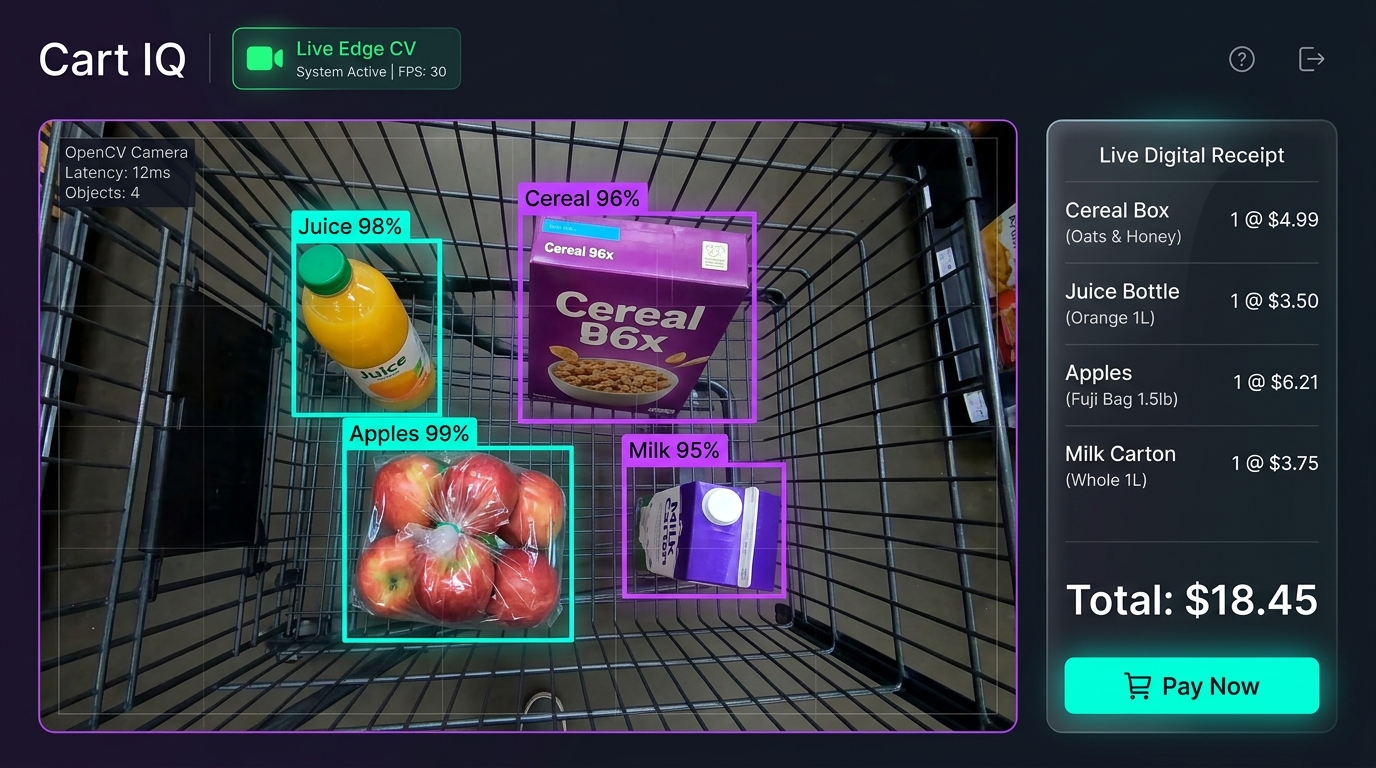 Cart IQ
Live Edge CV
System Active | FPS: 30
OpenCV Camera
Latency: 12ms
Objects: 4
Juice 98%
Cereal 96%
Cereal 96x
Cereal
B6x
Juice
Apples 99%
Milk 95%
Milk
Carton
Live Digital Receipt
Cereal Box
1 @ $4.99
(Oats & Honey)
Juice Bottle
1 @ $3.50
(Orange 1L)
Apples
1 @ $6.21
(Fuji Bag 1.5lb)
Milk Carton
1 @ $3.75
(Whole 1L)
Total: $18.45
Pay Now